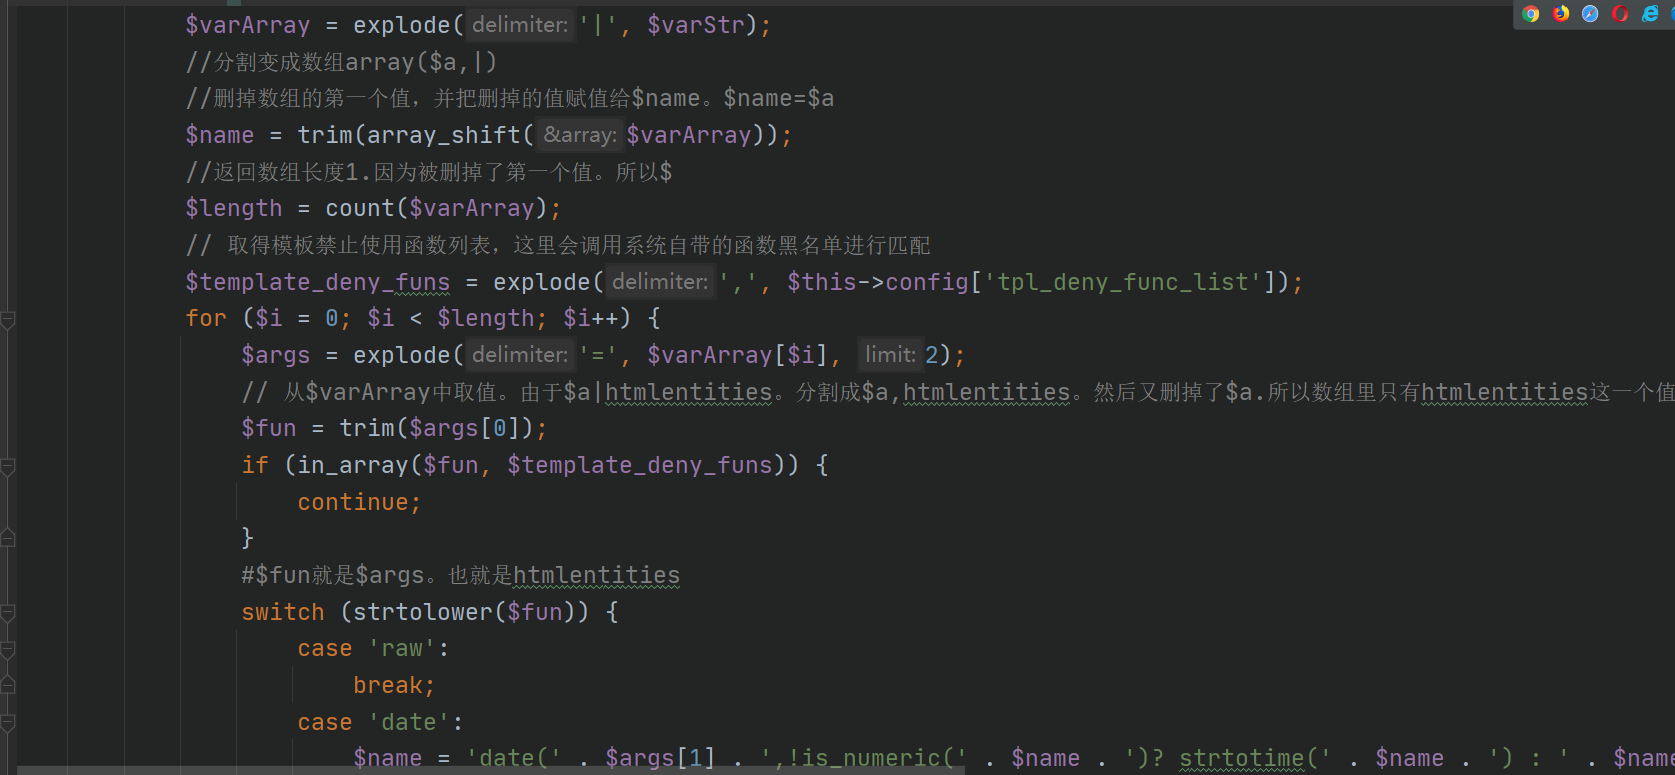 $varArray = explode( delimiter: '|', $varStr);
//分割变成数组array($a,|)
//删掉数组的第一个值，并把删掉的值赋值给$name。$name=$a
$name = trim(array_shift( &array: $varArray));
//返回数组长度1.因为被删掉了第一个值。所以$
$length = count($varArray);
// 取得模板禁止使用函数列表，这里会调用系统自带的函数黑名单进行匹配
$template_deny_funs = explode( delimiter: ',', $this->config['tpl_deny_func_list']);
for ($i = 0; $i < $length; $i++) {
$args = explode( delimiter: '=', $varArray[$i], limit: 2);
// 从$varArray中取值。由于$a|htmlentities。分割成$a,htmlentities。然后又删掉了$a.所以数组里只有htmlentities这一个值
$fun = trim($args[0]);
if (in_array($fun, $template_deny_funs)) {
continue;
}
#$fun就是$args。也就是htmlentities
switch (strtolower($fun)) {
case 'raw':
break;
case 'date':
$name = 'date(' . $args[1] . ',!is_numeric(' . $name . ')? strtotime(' . $name . ') : ' . $name